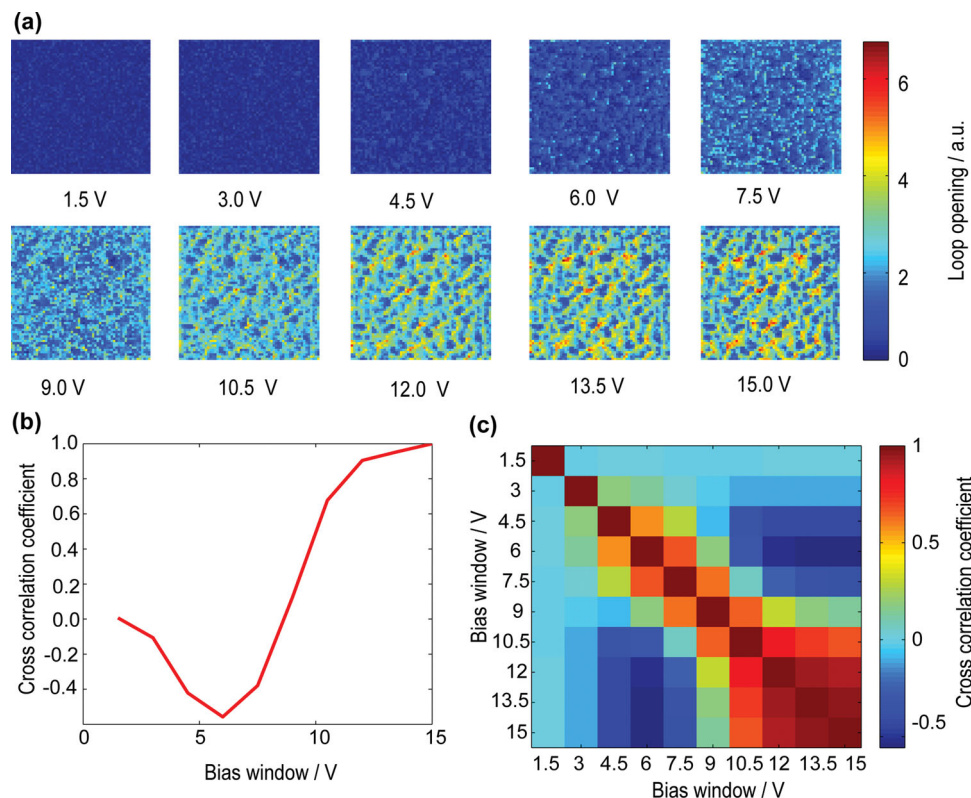 (a)
1.5 V
3.0 V
4.5 V
6.0 V
7.5 V
9.0 V
10.5 V
12.0 V
13.5 V
15.0 V
6
4
2
0
Loop opening / a.u.
(b)
1.0
0.8
0.6
0.4
0.2
0.0
-0.2
-0.4
Cross correlation coefficient
0
5
10
15
Bias window / V
(c)
1.5
3
4.5
6
7.5
9
10.5
12
13.5
15
Bias window / V
1.5 3 4.5 6 7.5 9 10.5 12 13.5 15
Bias window / V
1
0.5
0
-0.5
Cross correlation coefficient